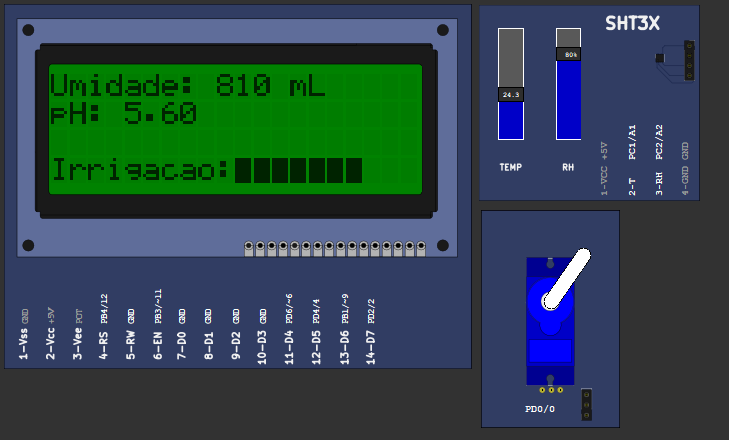 Umidade: 810 mL
pH: 5.60
Irrigacao:
1-Vss GND
2-Vcc +5V
3-Vee POT
4-RS PB4/12
5-RW GND
6-EN PB3/~11
7-D0 GND
8-D1 GND
9-D2 GND
10-D3 GND
11-D4 PD6/~6
12-D5 PD4/4
13-D6 PB1/~9
14-D7 PD2/2
SHT3X
24.3
80%
TEMP
RH
1-VCC +5V
2-T PC1/A1
3-RH PC2/A2
4-GND GND
PD0/0